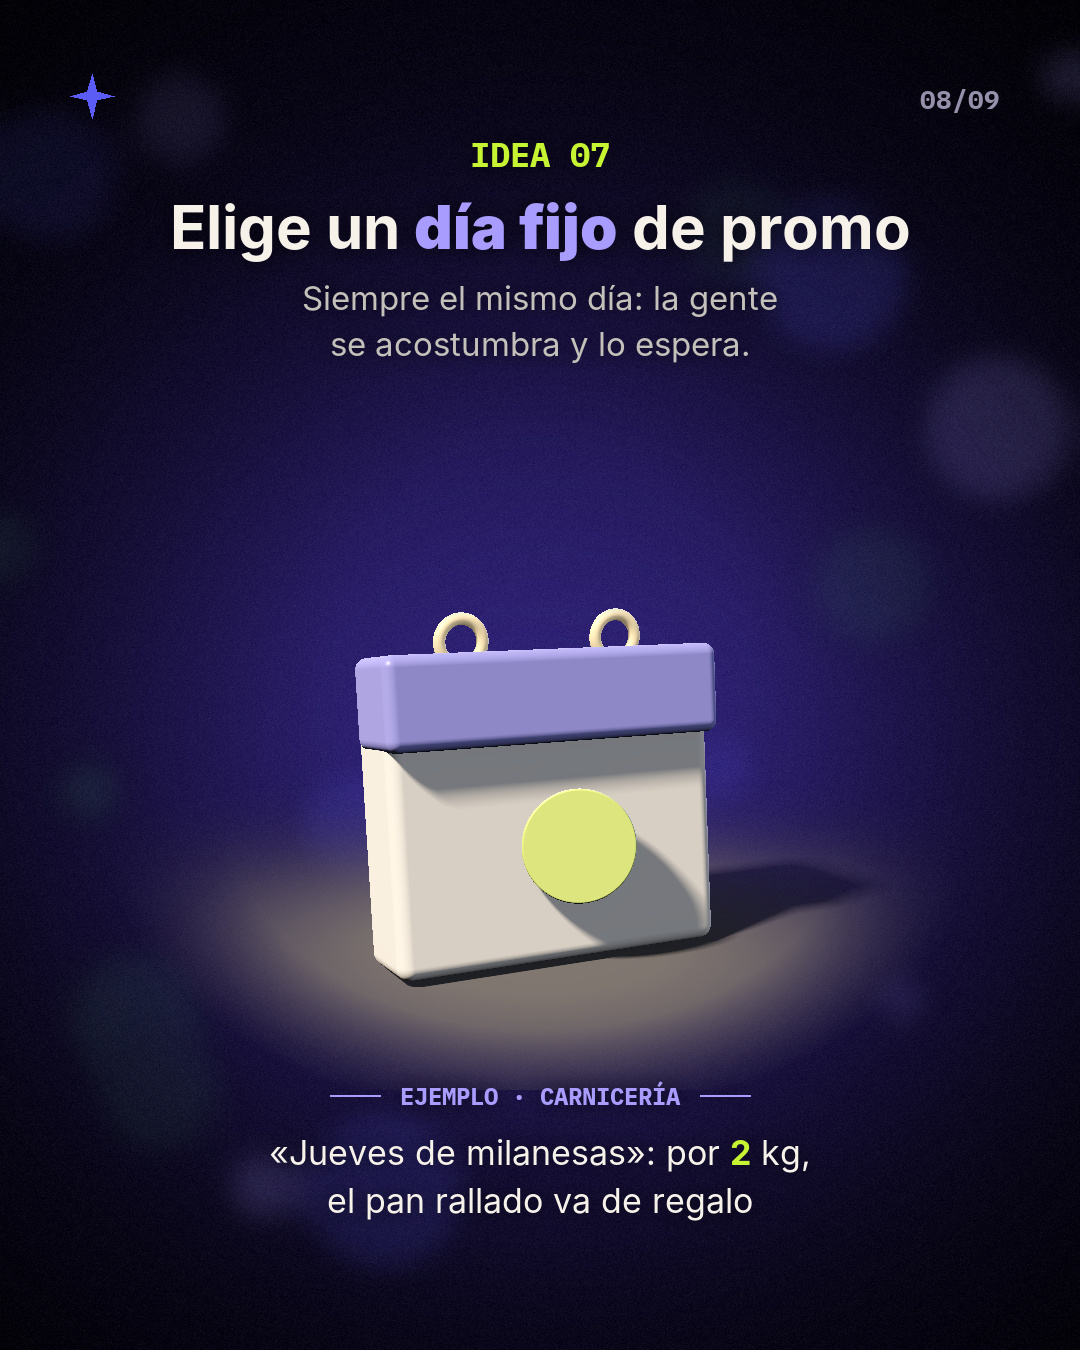 08/09
IDEA 07
Elige un día fijo de promo
Siempre el mismo día: la gente
se acostumbra y lo espera.
EJEMPLO · CARNICERÍA
«Jueves de milanesas»: por 2 kg,
el pan rallado va de regalo